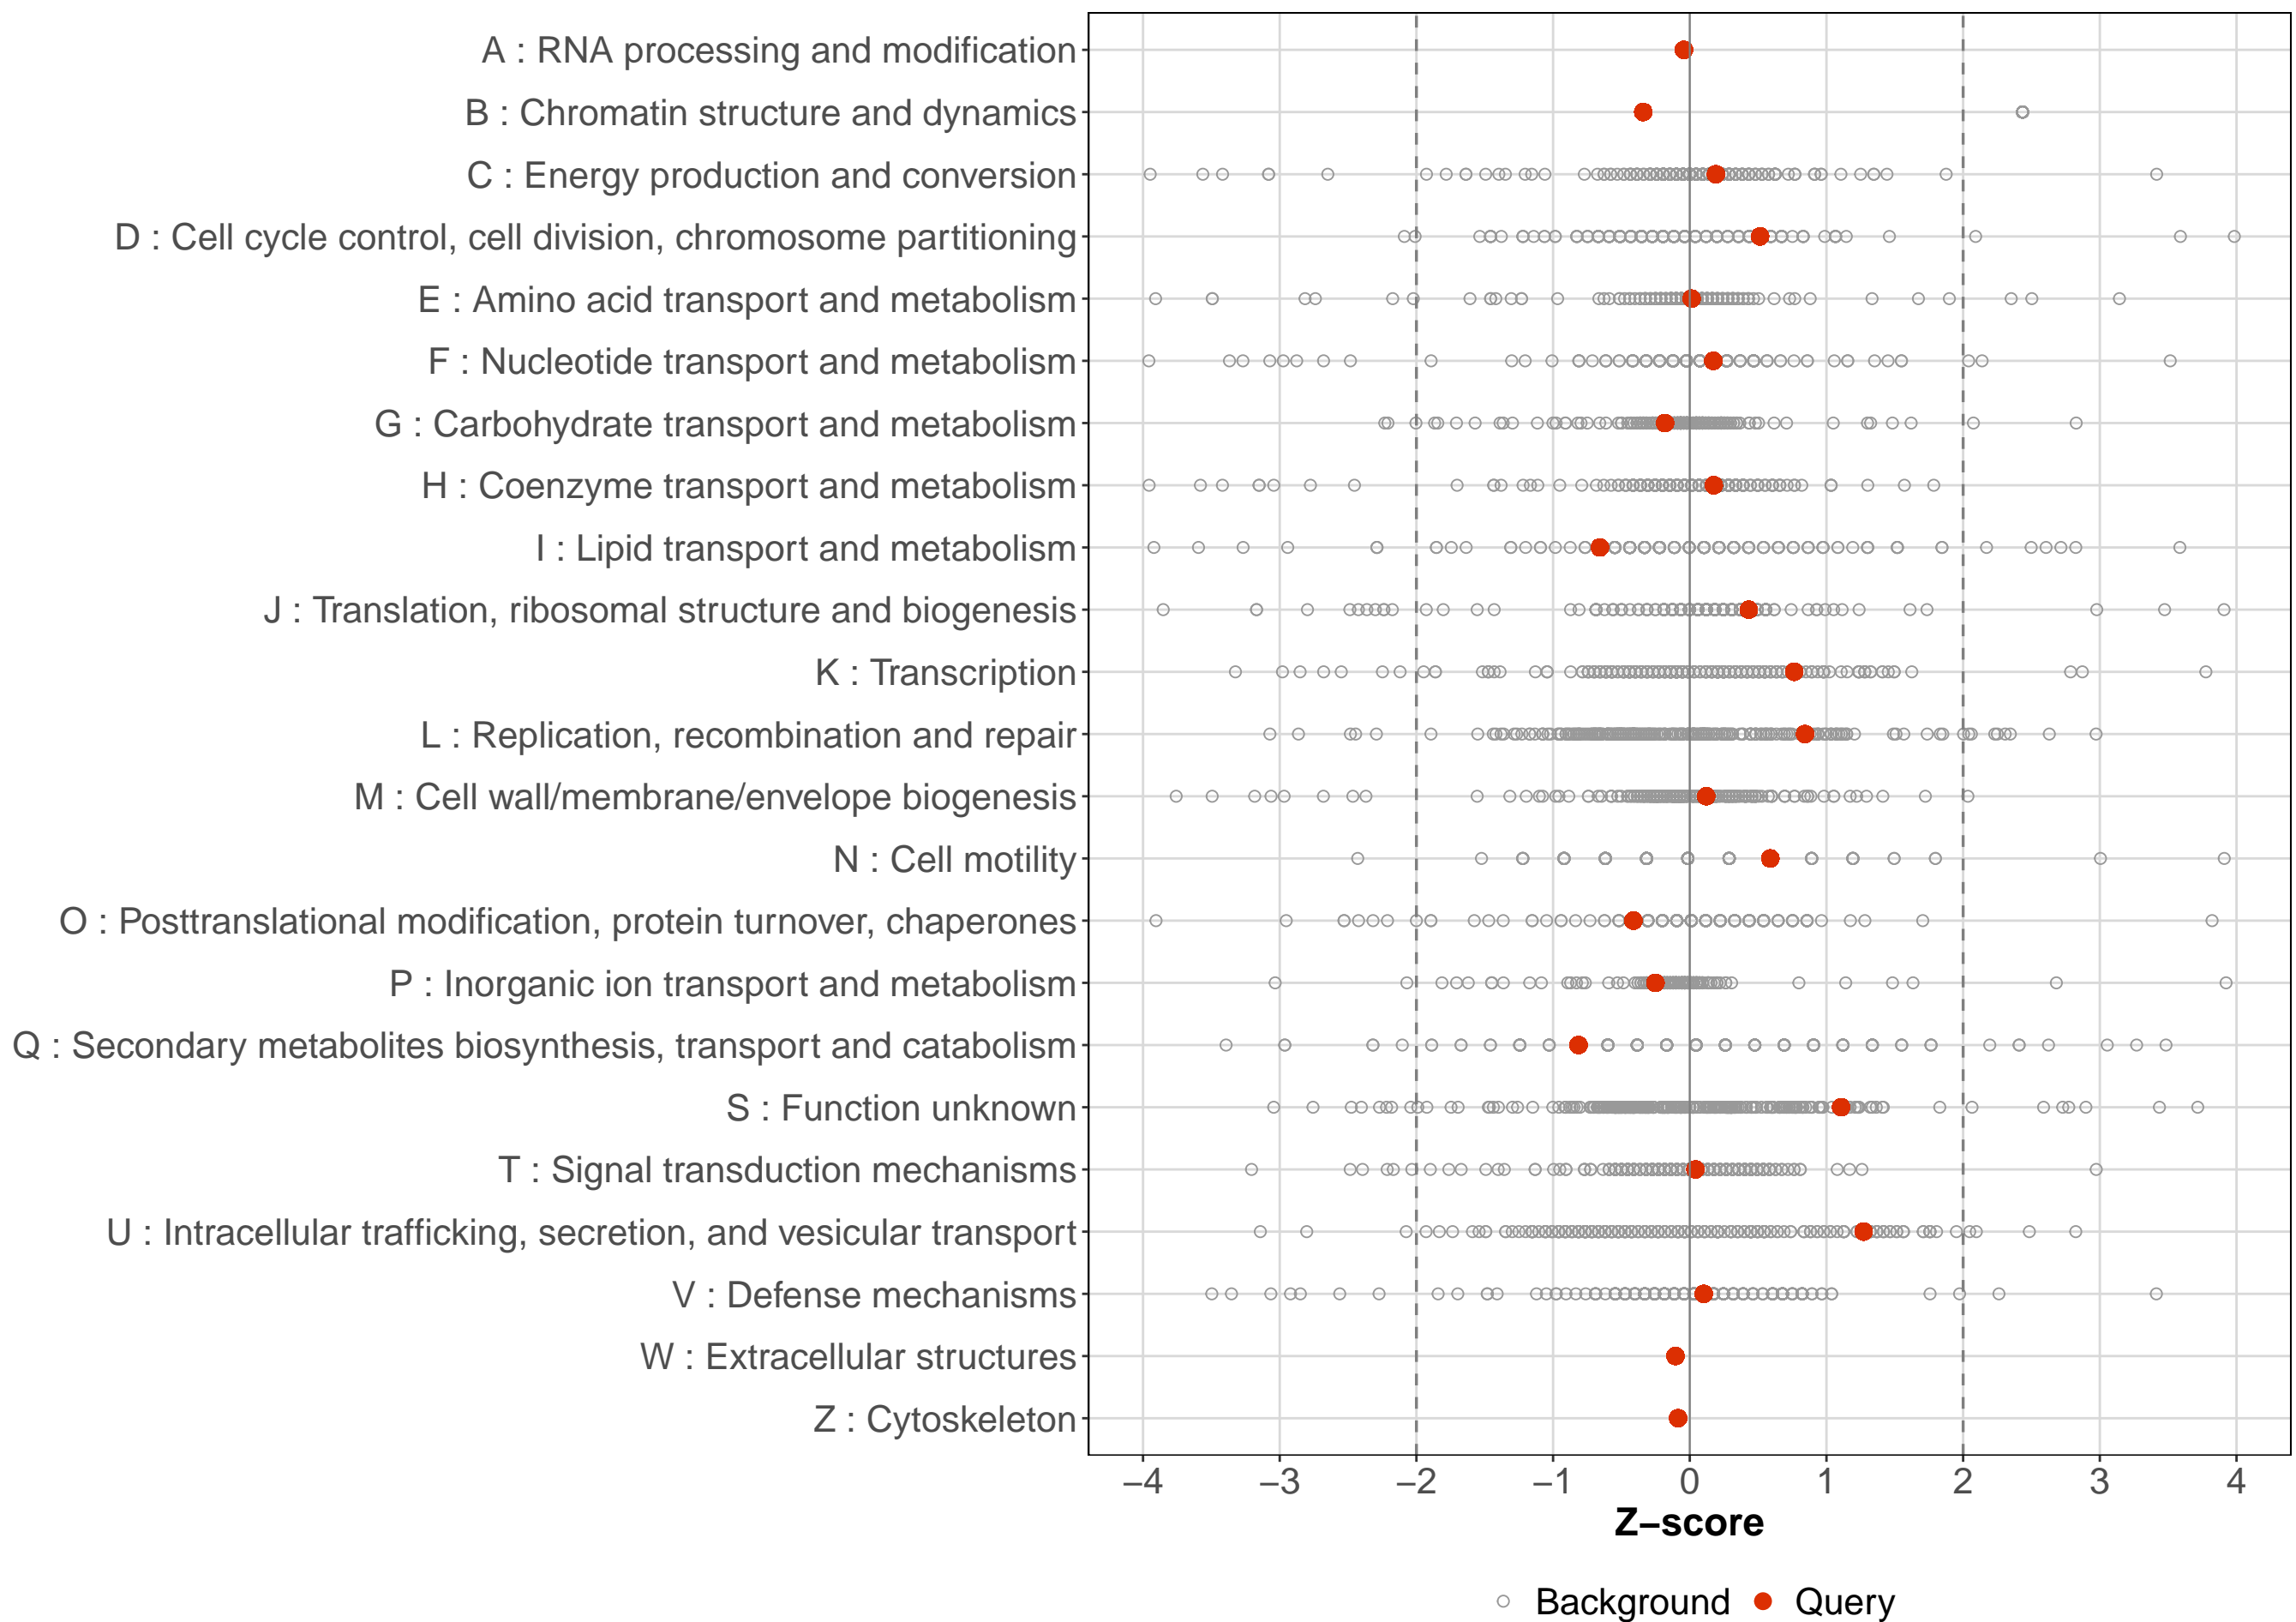 A : RNA processing and modification
B : Chromatin structure and dynamics
C : Energy production and conversion
D : Cell cycle control, cell division, chromosome partitioning
E : Amino acid transport and metabolism
F : Nucleotide transport and metabolism
G : Carbohydrate transport and metabolism
H : Coenzyme transport and metabolism
I : Lipid transport and metabolism
J : Translation, ribosomal structure and biogenesis
K : Transcription
L : Replication, recombination and repair
M : Cell wall/membrane/envelope biogenesis
N : Cell motility
O : Posttranslational modification, protein turnover, chaperones
P : Inorganic ion transport and metabolism
Q : Secondary metabolites biosynthesis, transport and catabolism
S : Function unknown
T : Signal transduction mechanisms
U : Intracellular trafficking, secretion, and vesicular transport
V : Defense mechanisms
W : Extracellular structures
Z : Cytoskeleton
−4 −3 −2 −1 0 1 2 3 4
Z−score
Background Query